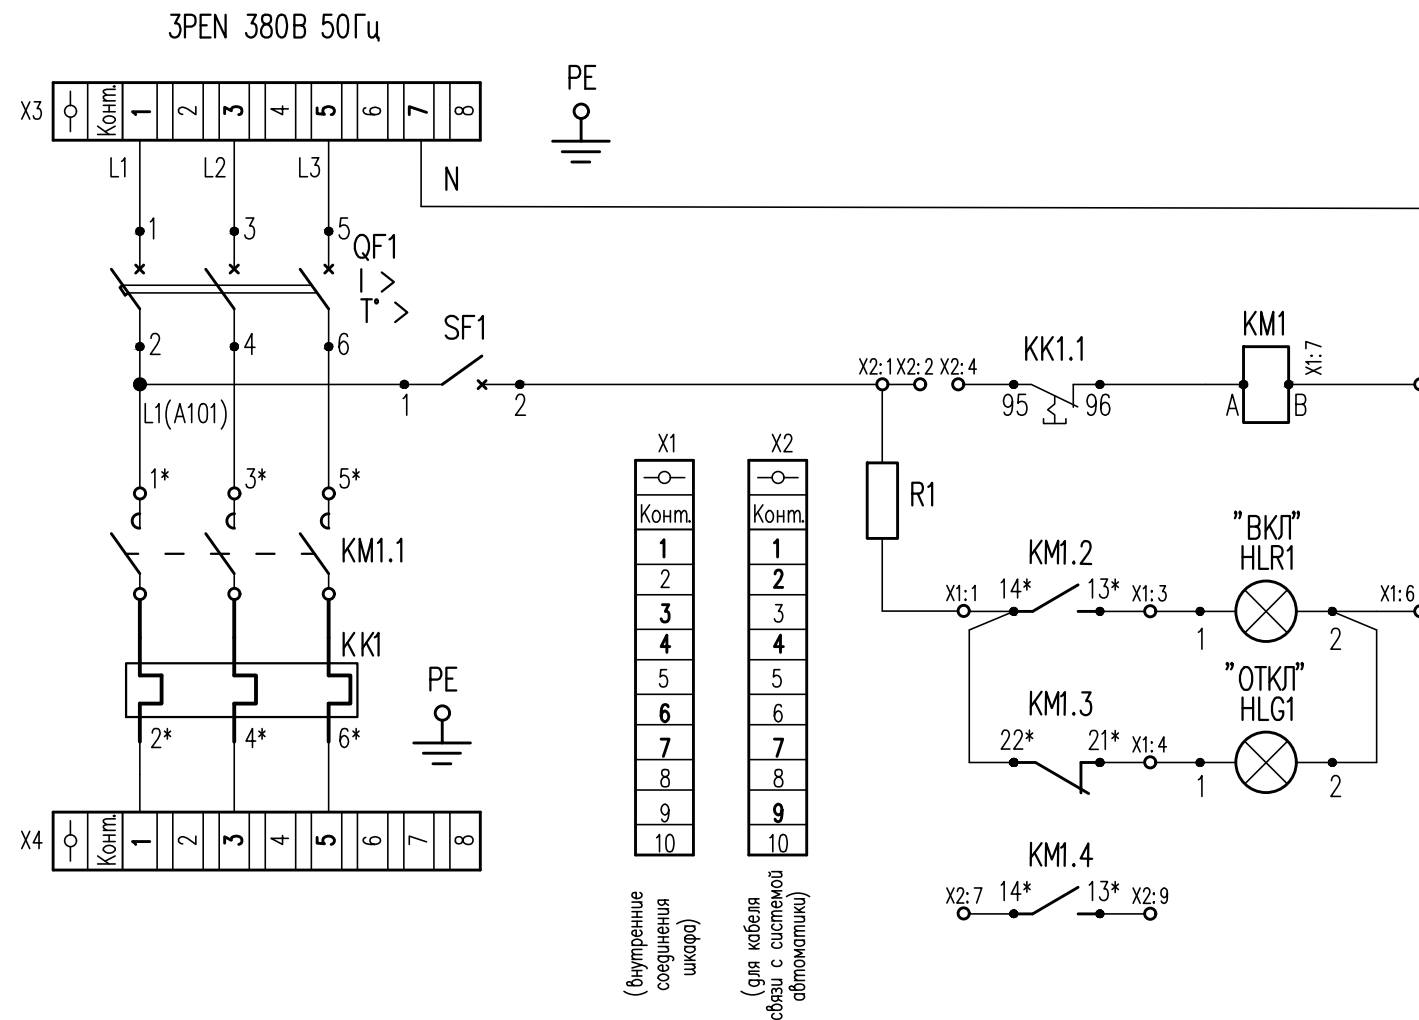 3PEN 380В 50Гц
PE
X3 Конт. 1 2 3 4 5 6 7 8
L1 L2 L3 N
1 3 5
QF1
I >
T° >
2 4 6
SF1
1 2
L1(A101)
X2:1 X2:2 X2:4
KK1.1
95 96
KM1
A B
X1:7
1* 3* 5*
KM1.1
KK1
2* 4* 6*
PE
X4 Конт. 1 2 3 4 5 6 7 8
X1
Конт.
1
2
3
4
5
6
7
8
9
10
(внутренние
соединения
шкафа)
X2
Конт.
1
2
3
4
5
6
7
8
9
10
(для кабеля
связи с системой
автоматики)
R1
X1:1
KM1.2
14* 13*
X1:3
"ВКЛ"
HLR1
1 2
X1:6
KM1.3
22* 21*
X1:4
"ОТКЛ"
HLG1
1 2
KM1.4
X2:7 14* 13* X2:9